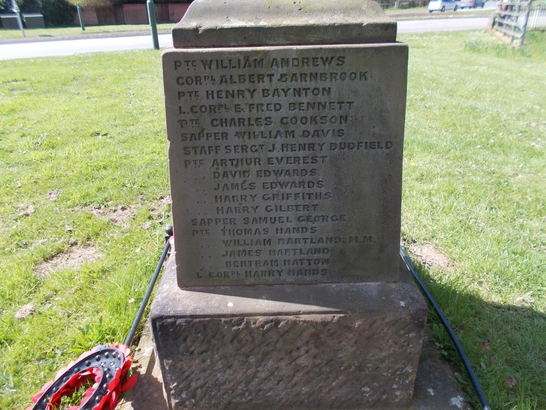 PTE WILLIAM ANDREWS
CORPL ALBERT BARNBROOK
PTE HENRY BAYNTON
L.CORPL E. FRED BENNETT
PTE CHARLES COOKSON
SAPPER WILLIAM DAVIS
STAFF SERGT J. HENRY DUDFIELD
PTE ARTHUR EVEREST
.. DAVID EDWARDS
.. JAMES EDWARDS
.. HARRY GRIFFITHS
.. HARRY GILBERT
SAPPER SAMUEL GEORGE
PTE THOMAS HANDS
.. WILLIAM HARTLAND. M.M.
.. JAMES HARTLAND
.. BERTRAM HATTON
L.CORPL HARRY HANDS